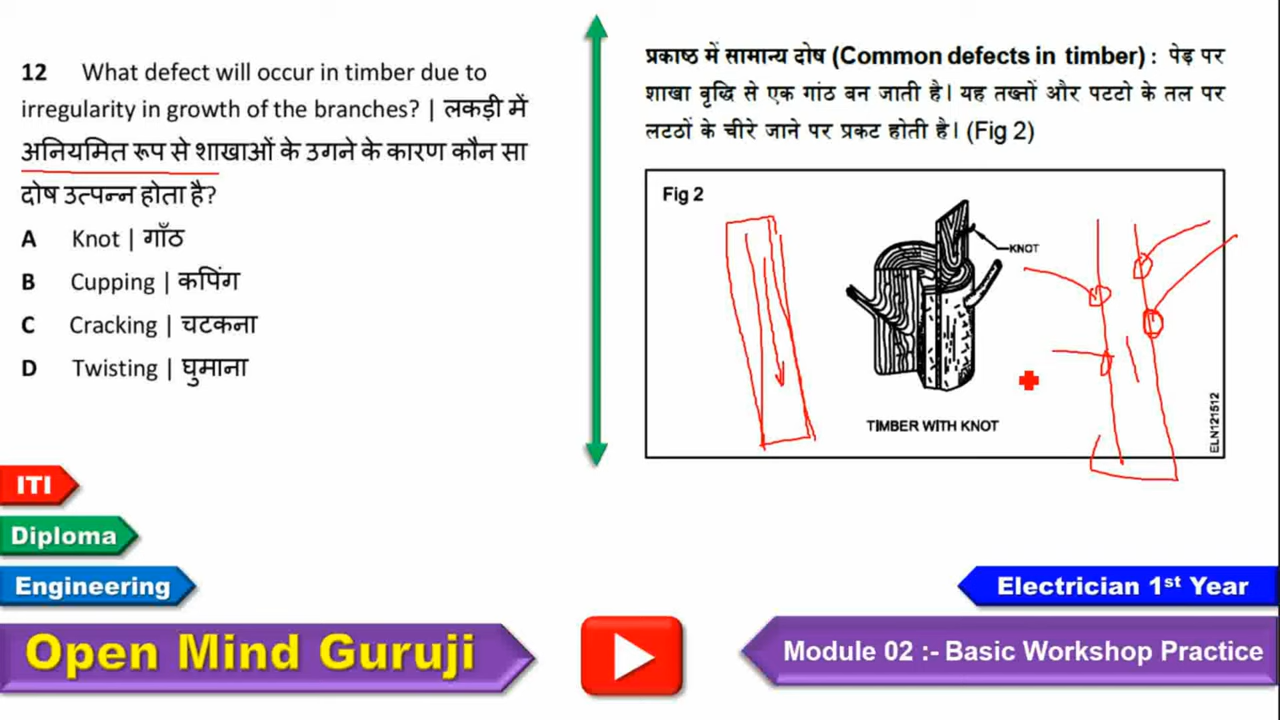 12 What defect will occur in timber due to
irregularity in growth of the branches? | लकड़ी में
अनियमित रूप से शाखाओं के उगने के कारण कौन सा
दोष उत्पन्न होता है?
A Knot | गाँठ
B Cupping | कपिंग
C Cracking | चटकना
D Twisting | घुमाना
प्रकाष्ठ में सामान्य दोष (Common defects in timber) : पेड़ पर
शाखा वृद्धि से एक गांठ बन जाती है। यह तख्तों और पटटो के तल पर
लटठों के चीरे जाने पर प्रकट होती है। (Fig 2)
Fig 2
KNOT
TIMBER WITH KNOT
ELN121512
ITI
Diploma
Engineering
Open Mind Guruji
Electrician 1st Year
Module 02 :- Basic Workshop Practice